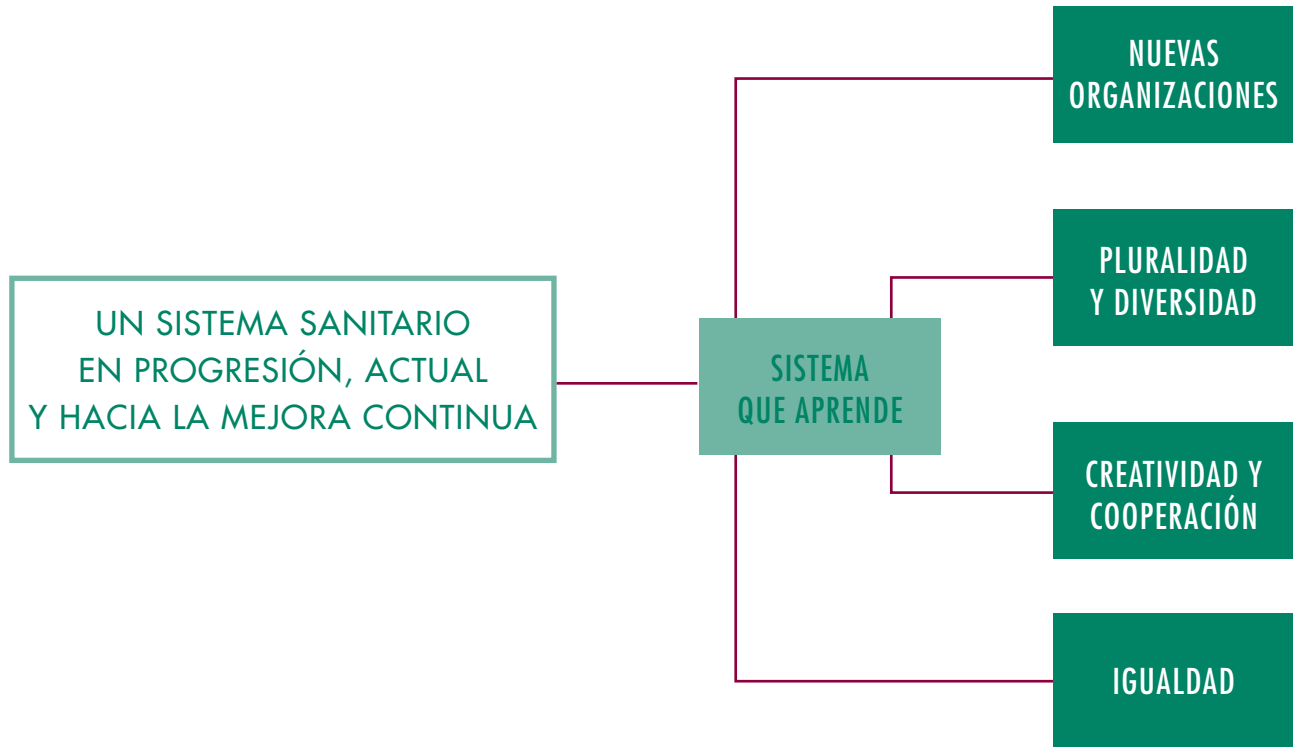 UN SISTEMA SANITARIO
EN PROGRESIÓN, ACTUAL
Y HACIA LA MEJORA CONTINUA
SISTEMA
QUE APRENDE
NUEVAS
ORGANIZACIONES
PLURALIDAD
Y DIVERSIDAD
CREATIVIDAD Y
COOPERACIÓN
IGUALDAD